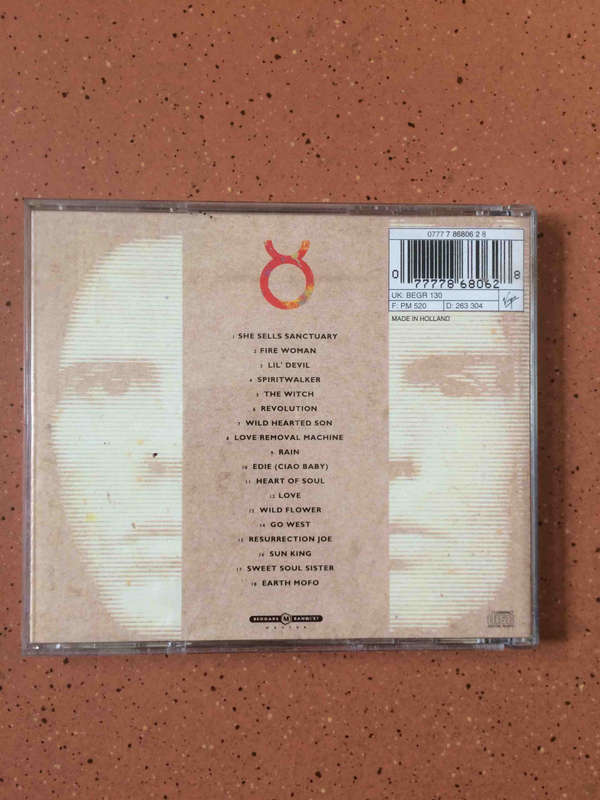 0777 7 86806 2 8
0 77778 68062 8
UK: BEGR 130
F: PM 520 D: 263 304
Virgin
MADE IN HOLLAND
1 SHE SELLS SANCTUARY
2 FIRE WOMAN
3 LIL' DEVIL
4 SPIRITWALKER
5 THE WITCH
6 REVOLUTION
7 WILD HEARTED SON
8 LOVE REMOVAL MACHINE
9 RAIN
10 EDIE (CIAO BABY)
11 HEART OF SOUL
12 LOVE
13 WILD FLOWER
14 GO WEST
15 RESURRECTION JOE
16 SUN KING
17 SWEET SOUL SISTER
18 EARTH MOFO
BEGGARS M BANQUET
MASTER